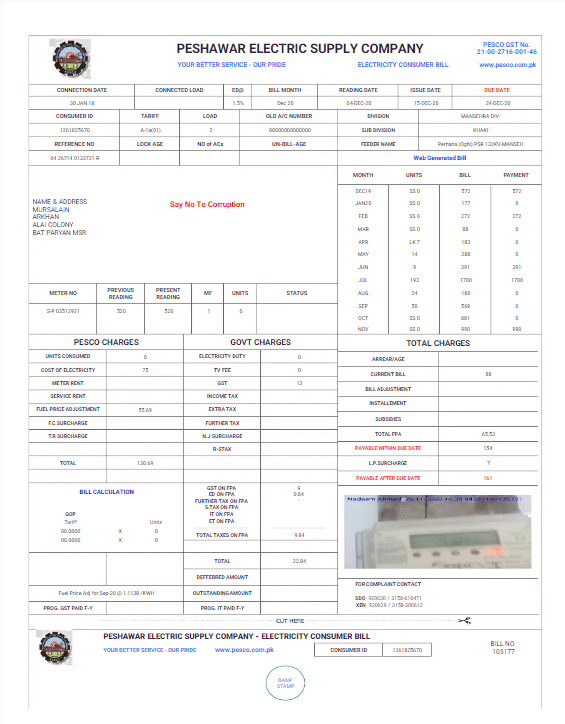 PESHAWAR ELECTRIC SUPPLY COMPANY
PESCO GST No.
21-00-2716-001-46
YOUR BETTER SERVICE - OUR PRIDE ELECTRICITY CONSUMER BILL www.pesco.com.pk
CONNECTION DATE CONNECTED LOAD ED@ BILL MONTH READING DATE ISSUE DATE DUE DATE
30 JAN 18 1.5% Dec 20 04-DEC-20 15-DEC-20 24-DEC-20
CONSUMER ID TARIFF LOAD OLD A/C NUMBER DIVISION MANSEHRA DIV:
1261825670 A-1a(01) 2 00000000000000 SUB DIVISION KHAKI
REFERENCE NO LOCK AGE NO of ACs UN-BILL-AGE FEEDER NAME Perhana (Oghi) PSR 132KV-MANSEH
04 26714 0133721 R Web Generated Bill
MONTH UNITS BILL PAYMENT
DEC19 SS 0 572 572
JAN20 SS 0 177 0
FEB SS 0 272 272
MAR SS 0 88 0
APR LK 7 183 0
MAY 14 288 0
JUN 9 391 391
JUL 193 1700 1700
AUG 24 180 0
SEP 50 569 0
OCT SS 0 881 0
NOV SS 0 990 990
NAME & ADDRESS
MURSALAIN
ARKHAN
ALAI COLONY
BAT PARYAN MSR
Say No To Corruption
METER NO PREVIOUS READING PRESENT READING MF UNITS STATUS
S-P 03512921 520 520 1 0
PESCO CHARGES GOVT CHARGES TOTAL CHARGES
UNITS CONSUMED 0 ELECTRICITY DUTY 0 ARREAR/AGE
COST OF ELECTRICITY 75 TV FEE 0 CURRENT BILL 88
METER RENT GST 13 BILL ADJUSTMENT
SERVICE RENT INCOME TAX INSTALLEMENT
FUEL PRICE ADJUSTMENT 55.69 EXTRA TAX SUBSIDIES
F.C SURCHARGE FURTHER TAX TOTAL FPA 65.53
T.R SURCHARGE N.J SURCHARGE PAYABLE WITHIN DUE DATE 154
R-STAX L.P.SURCHARGE 7
TOTAL 130.69 PAYABLE AFTER DUE DATE 161
BILL CALCULATION
GOP
Tariff Units
00.0000 X 0
00.0000 X 0
GST ON FPA 9
ED ON FPA 0.84
FURTHER TAX ON FPA
S.TAX ON FPA
IT ON FPA
ET ON FPA
TOTAL TAXES ON FPA 9.84
TOTAL 22.84
DEFFERRED AMOUNT
Fuel Price Adj for Sep-20 @ 1.1138 /KWH OUTSTANDING AMOUNT
PROG. GST PAID F-Y PROG. IT PAID F-Y
FOR COMPLAINT CONTACT
SDO 920030 / 3158-610471
XEN 920029 / 3158-300612
CUT HERE
PESHAWAR ELECTRIC SUPPLY COMPANY - ELECTRICITY CONSUMER BILL
YOUR BETTER SERVICE - OUR PRIDE www.pesco.com.pk CONSUMER ID 1261825670
BILL NO
103177
BANK
STAMP